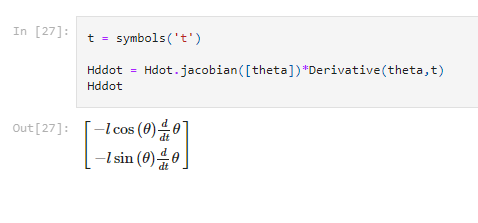 In [27]:
t = symbols('t')
Hddot = Hdot.jacobian([theta])*Derivative(theta,t)
Hddot
Out[27]:
[−l cos (θ) d/dt θ]
[−l sin (θ) d/dt θ]